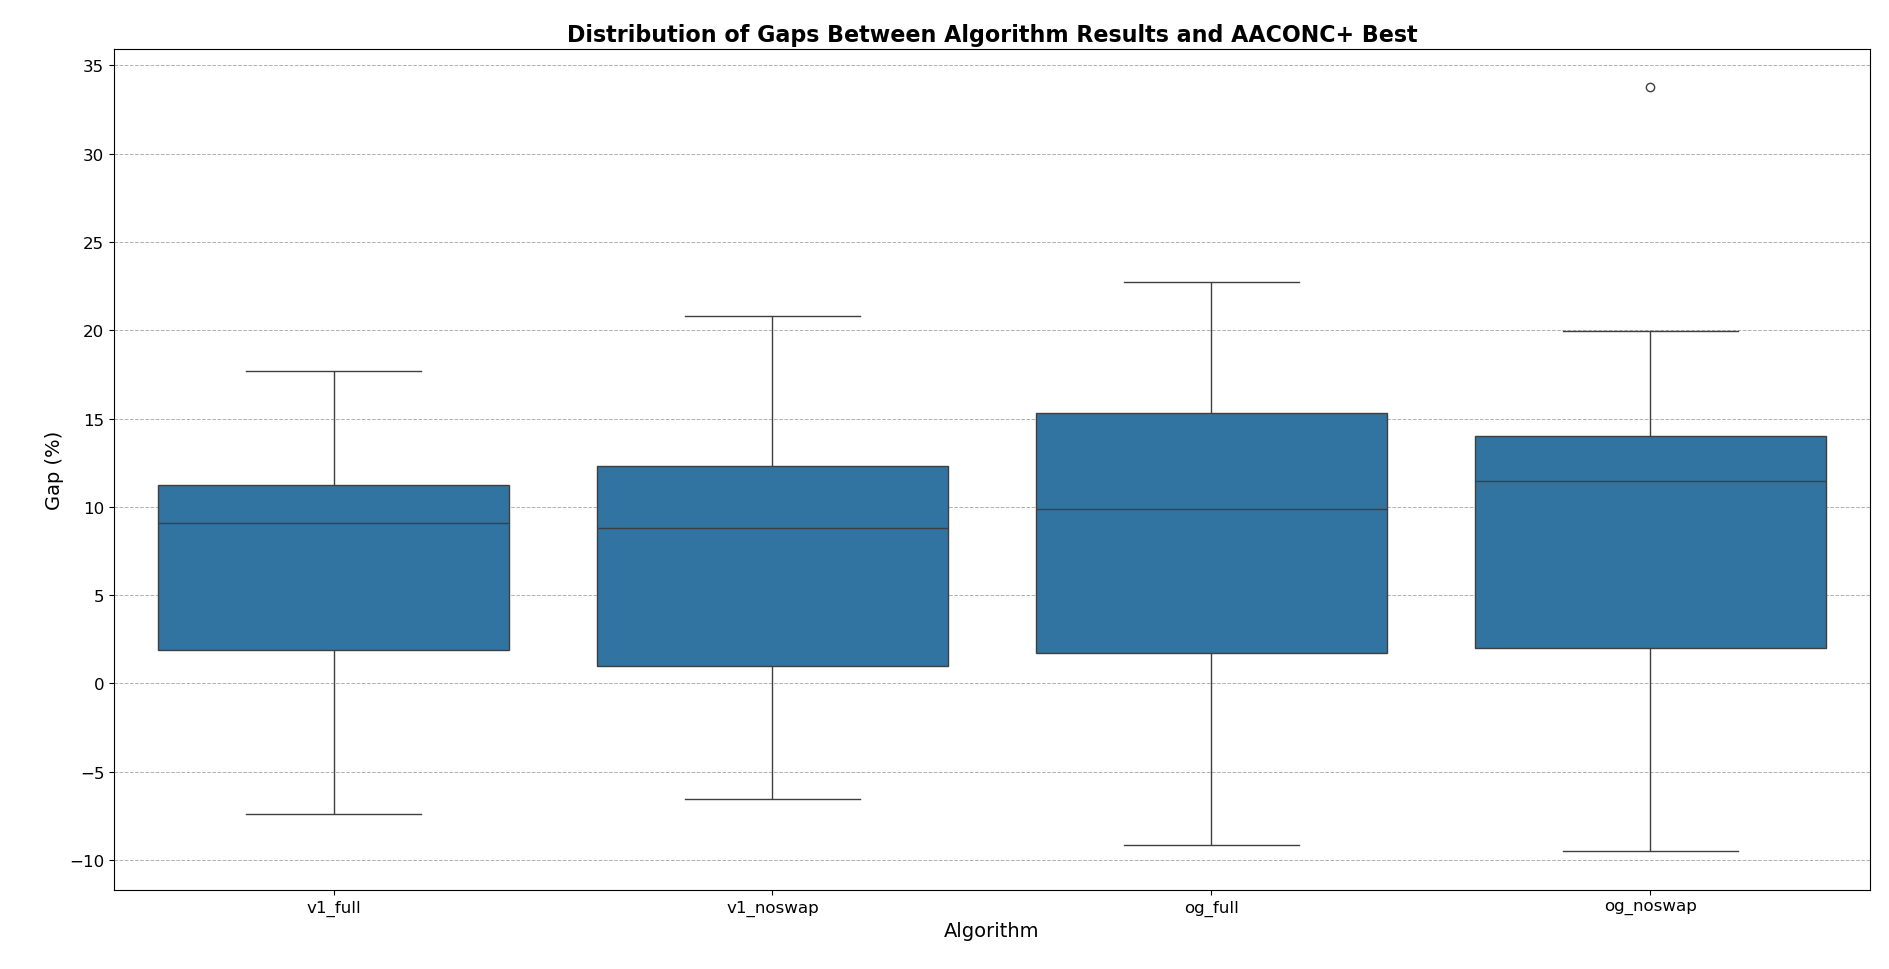 Distribution of Gaps Between Algorithm Results and AACONC+ Best
35
30
25
20
15
10
5
0
−5
−10
Gap (%)
v1_full
v1_noswap
og_full
og_noswap
Algorithm